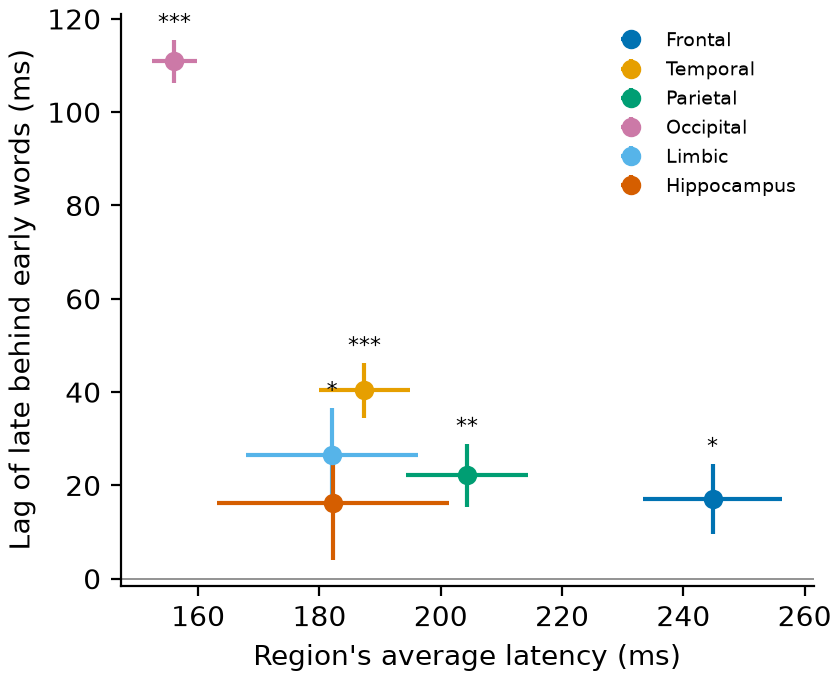 ***
120
100
80
60
40
20
0
Lag of late behind early words (ms)
Frontal
Temporal
Parietal
Occipital
Limbic
Hippocampus
***
*
**
*
160 180 200 220 240 260
Region's average latency (ms)